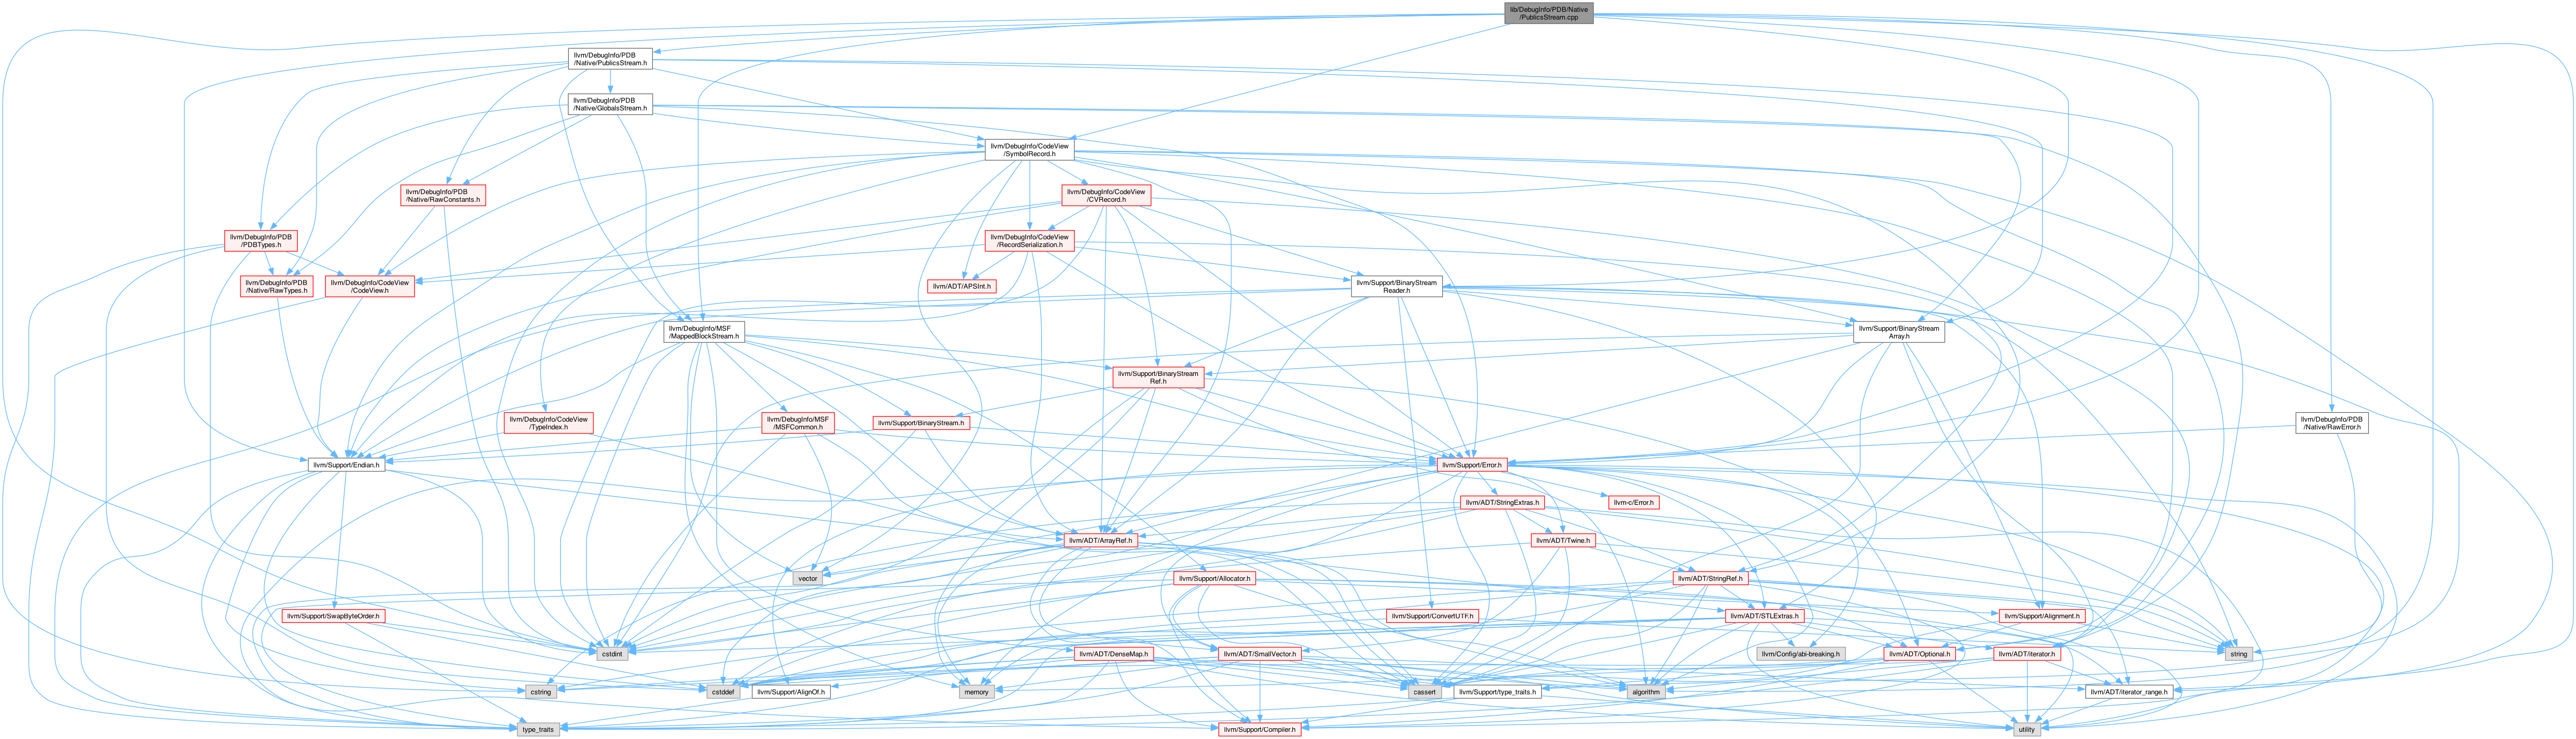 lib/DebugInfo/PDB/Native
/PublicsStream.cpp
llvm/DebugInfo/PDB
/Native/PublicsStream.h
llvm/DebugInfo/PDB
/Native/GlobalsStream.h
llvm/DebugInfo/CodeView
/SymbolRecord.h
llvm/DebugInfo/PDB
/Native/RawConstants.h
llvm/DebugInfo/CodeView
/CVRecord.h
llvm/DebugInfo/PDB
/PDBTypes.h
llvm/DebugInfo/CodeView
/RecordSerialization.h
llvm/DebugInfo/PDB
/Native/RawTypes.h
llvm/DebugInfo/CodeView
/CodeView.h
llvm/ADT/APSInt.h
llvm/Support/BinaryStream
Reader.h
llvm/DebugInfo/MSF
/MappedBlockStream.h
llvm/Support/BinaryStream
Array.h
llvm/Support/BinaryStream
Ref.h
llvm/DebugInfo/CodeView
/TypeIndex.h
llvm/DebugInfo/MSF
/MSFCommon.h
llvm/Support/BinaryStream.h
llvm/DebugInfo/PDB
/Native/RawError.h
llvm/Support/Endian.h
llvm/Support/Error.h
llvm/ADT/StringExtras.h
llvm-c/Error.h
llvm/ADT/ArrayRef.h
llvm/ADT/Twine.h
vector
llvm/Support/Allocator.h
llvm/ADT/StringRef.h
llvm/Support/SwapByteOrder.h
llvm/Support/ConvertUTF.h
llvm/ADT/STLExtras.h
llvm/Support/Alignment.h
cstdint
llvm/ADT/DenseMap.h
llvm/ADT/SmallVector.h
llvm/Config/abi-breaking.h
llvm/ADT/Optional.h
llvm/ADT/iterator.h
string
cstring
cstddef
llvm/Support/AlignOf.h
memory
cassert
llvm/Support/type_traits.h
algorithm
llvm/ADT/iterator_range.h
type_traits
llvm/Support/Compiler.h
utility